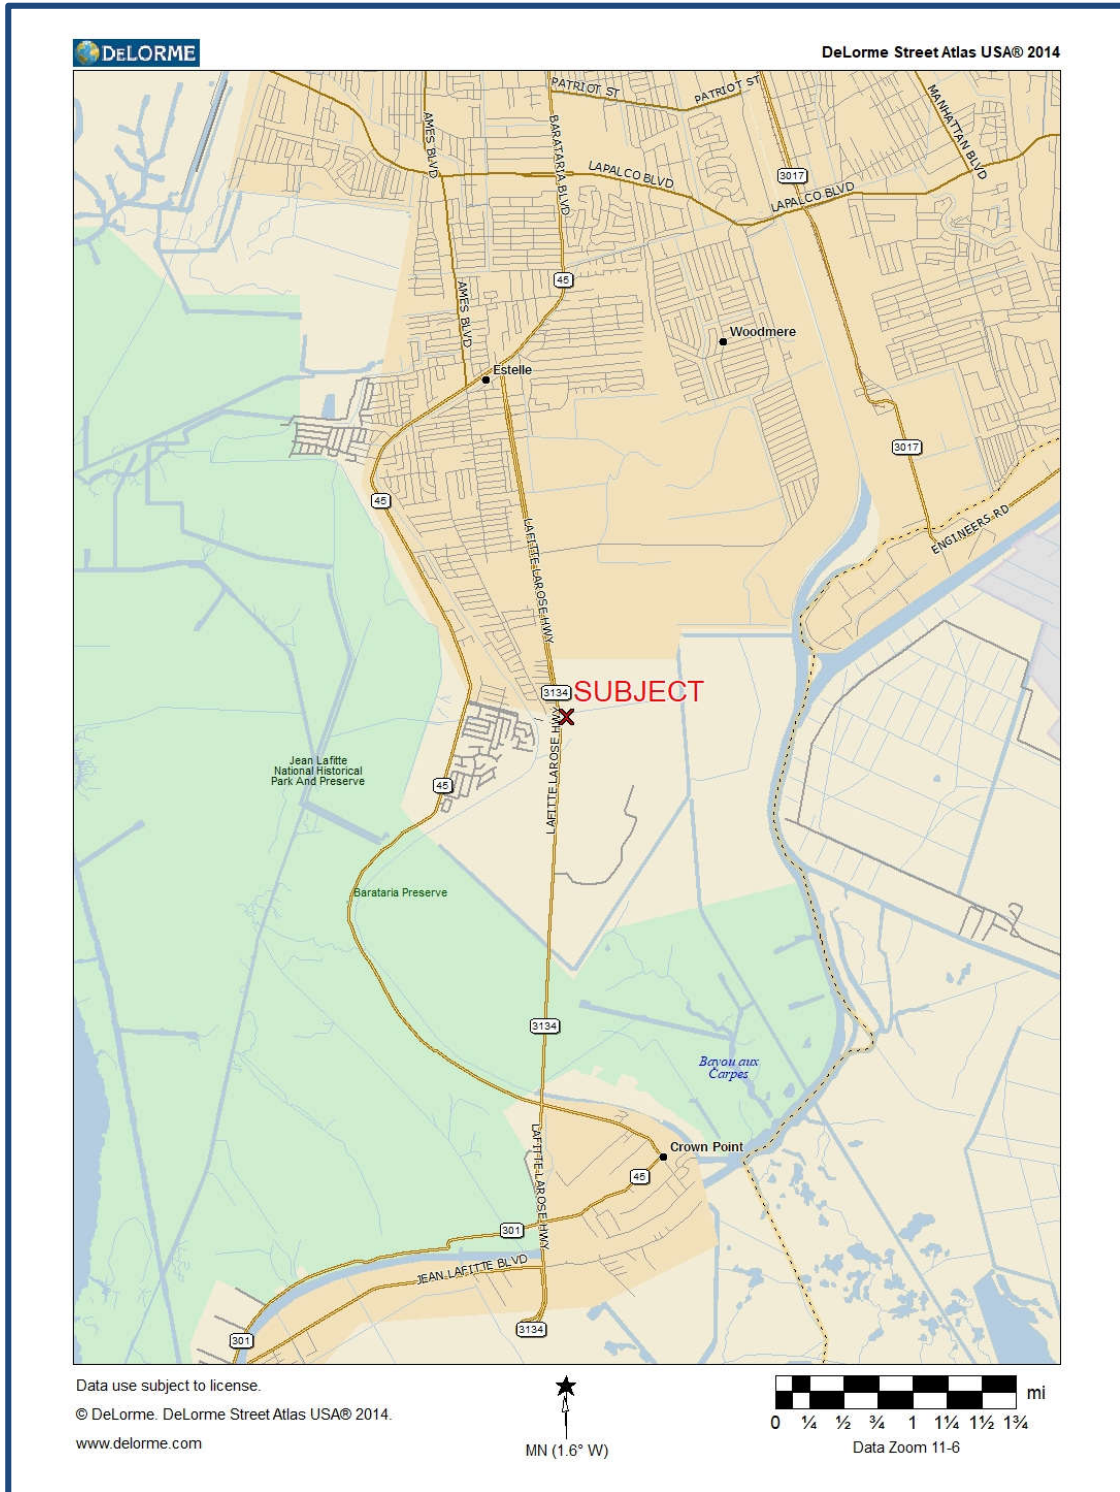 DELORME
DeLorme Street Atlas USA® 2014
PATRIOT ST
PATRIOT ST
MANHATTAN BLVD
AMES BLVD
BARATARIA BLVD
LAPALCO BLVD
3017
LAPALCO BLVD
45
AMES BLVD
Woodmere
Estelle
3017
45
ENGINEERS RD
LAFITTE-LAROSE HWY
3134
SUBJECT
X
LAFITTE LAROSE HWY
Jean Lafitte
National Historical
Park And Preserve
45
Barataria Preserve
3134
Bayou aux
Carpes
LAFITTE-LAROSE HWY
Crown Point
45
301
JEAN LAFITTE BLVD
3134
301
Data use subject to license.
© DeLorme. DeLorme Street Atlas USA® 2014.
www.delorme.com
MN (1.6° W)
mi
0 ¼ ½ ¾ 1 1¼ 1½ 1¾
Data Zoom 11-6